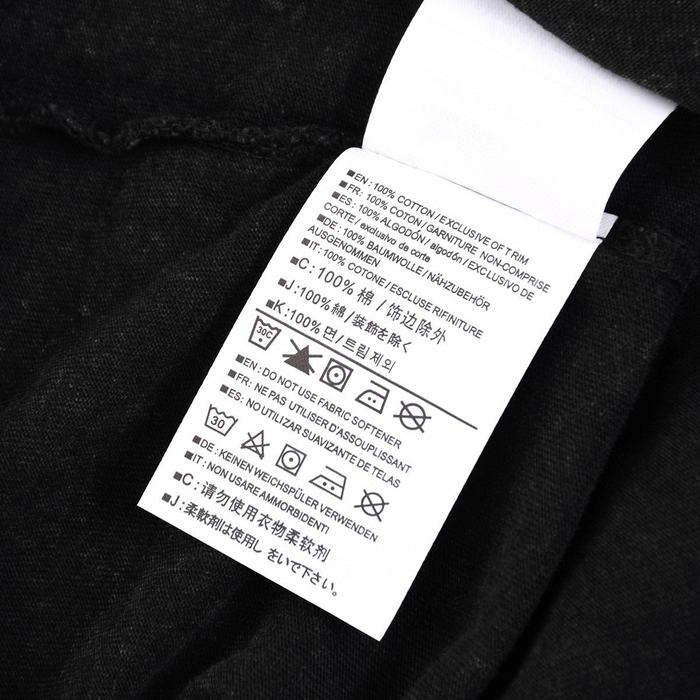 ■EN: 100% COTTON / EXCLUSIVE OF TRIM
■FR: 100% COTON / GARNITURE NON-COMPRISE
■ES: 100% ALGODÓN / algodón / EXCLUSIVO DE
CORTE / exclusivo de corte
■DE: 100% BAUMWOLLE / NÄHZUBEHÖR
AUSGENOMMEN
■IT: 100% COTONE / ESCLUSE RIFINITURE
■C: 100% 棉 / 饰边除外
■J: 100% 綿 / 装飾を除く
■K: 100% 면 / 트림 제외
30C
■EN: DO NOT USE FABRIC SOFTENER
■FR: NE PAS UTILISER D'ASSOUPLISSANT
■ES: NO UTILIZAR SUAVIZANTE DE TELAS
30
■DE: KEINEN WEICHSPÜLER VERWENDEN
■IT: NON USARE AMMORBIDENTI
■C: 请勿使用衣物柔软剂
■J: 柔軟剤は使用し をいで下さい。